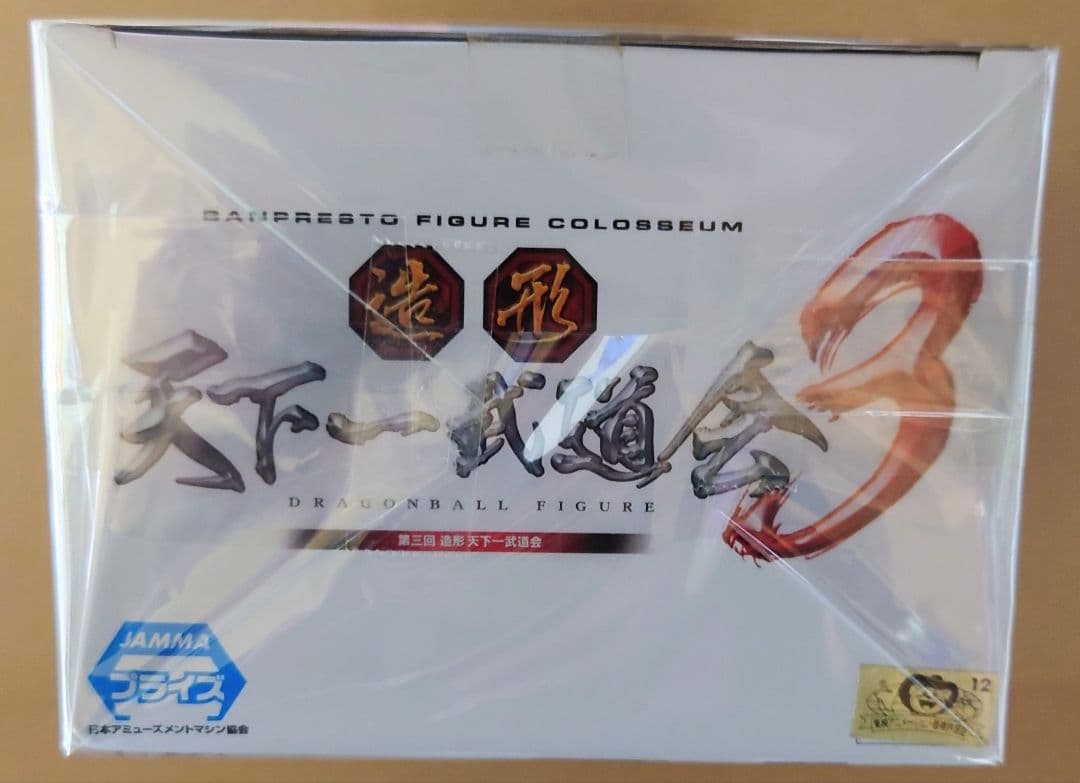 BANPRESTO FIGURE COLOSSEUM
造形
天下一武道会3
DRAGONBALL FIGURE
第三回 造形 天下一武道会
JAMMA
プライズ
日本アミューズメントマシン協会
12